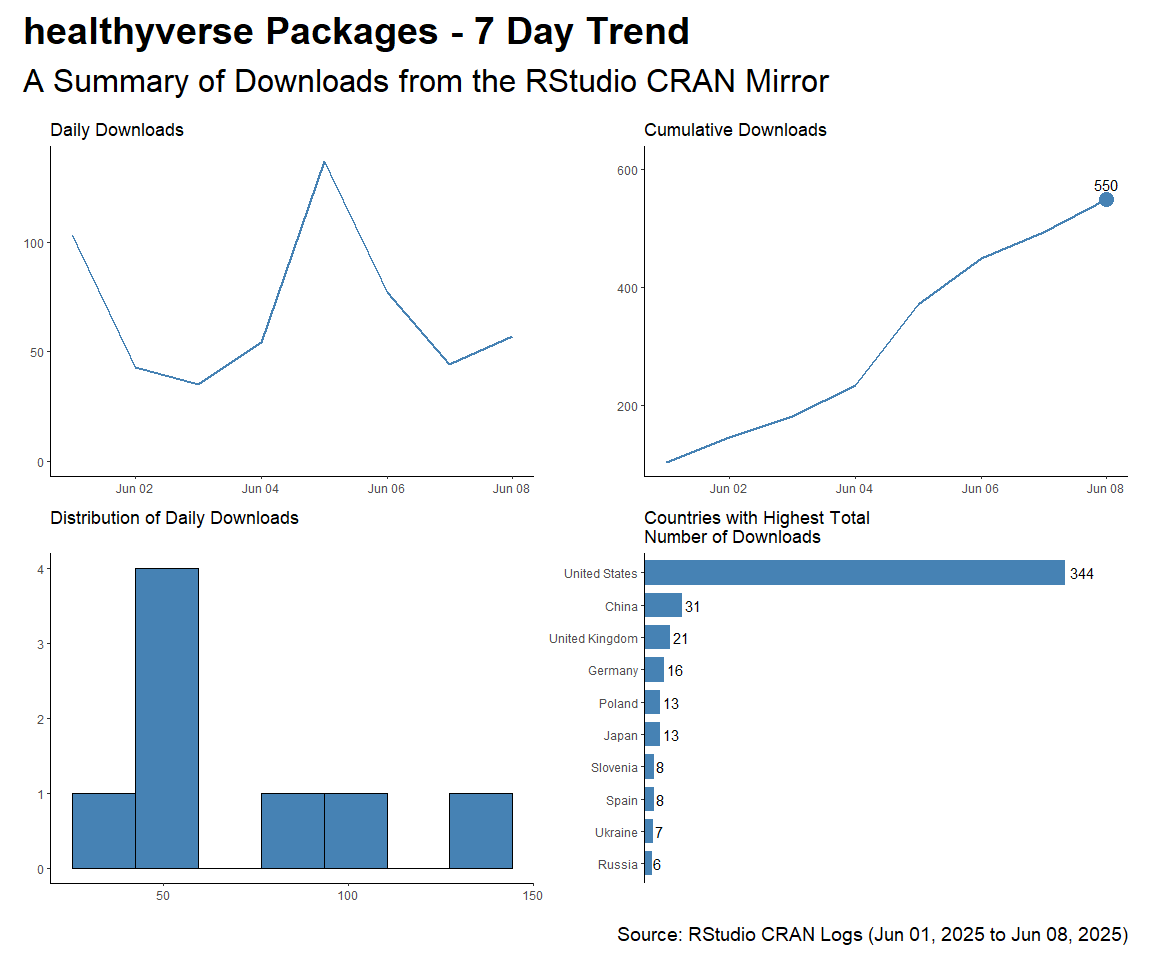 healthyverse Packages - 7 Day Trend
A Summary of Downloads from the RStudio CRAN Mirror
Daily Downloads
100
50
0
Jun 02 Jun 04 Jun 06 Jun 08
Cumulative Downloads
600
400
200
550
Jun 02 Jun 04 Jun 06 Jun 08
Distribution of Daily Downloads
4
3
2
1
0
50 100 150
Countries with Highest Total
Number of Downloads
United States 344
China 31
United Kingdom 21
Germany 16
Poland 13
Japan 13
Slovenia 8
Spain 8
Ukraine 7
Russia 6
Source: RStudio CRAN Logs (Jun 01, 2025 to Jun 08, 2025)